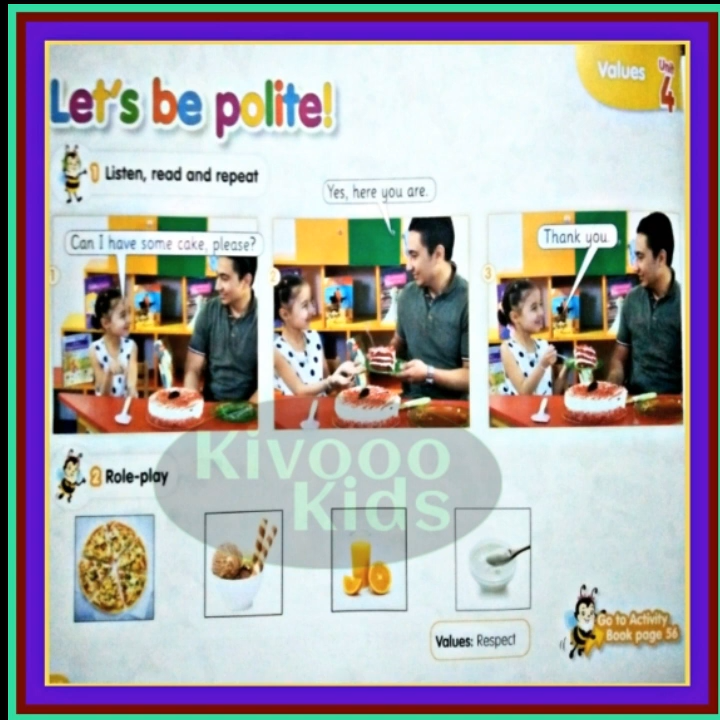 Values Unit 4
Let's be polite!
1 Listen, read and repeat
Yes, here you are.
Can I have some cake, please?
Thank you.
1
2
3
Kivooo
Kids
2 Role-play
Values: Respect
Go to Activity
Book page 56